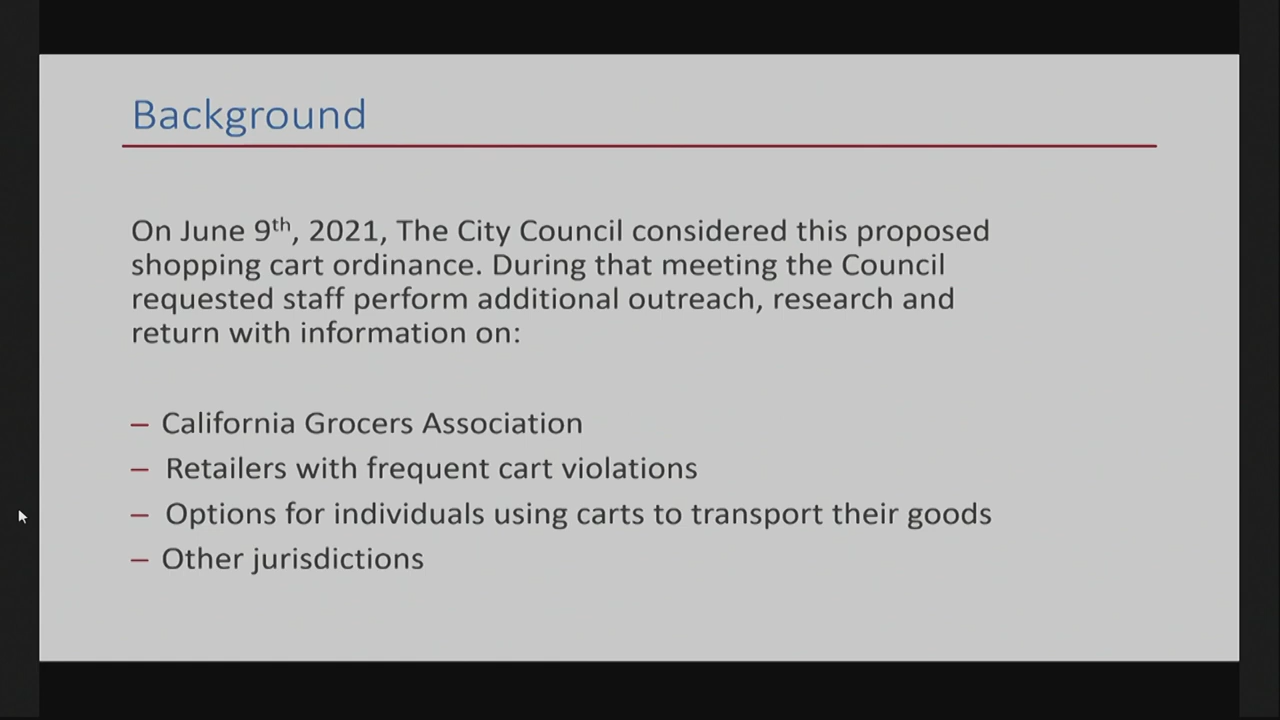 Background
On June 9th, 2021, The City Council considered this proposed
shopping cart ordinance. During that meeting the Council
requested staff perform additional outreach, research and
return with information on:
– California Grocers Association
– Retailers with frequent cart violations
– Options for individuals using carts to transport their goods
– Other jurisdictions